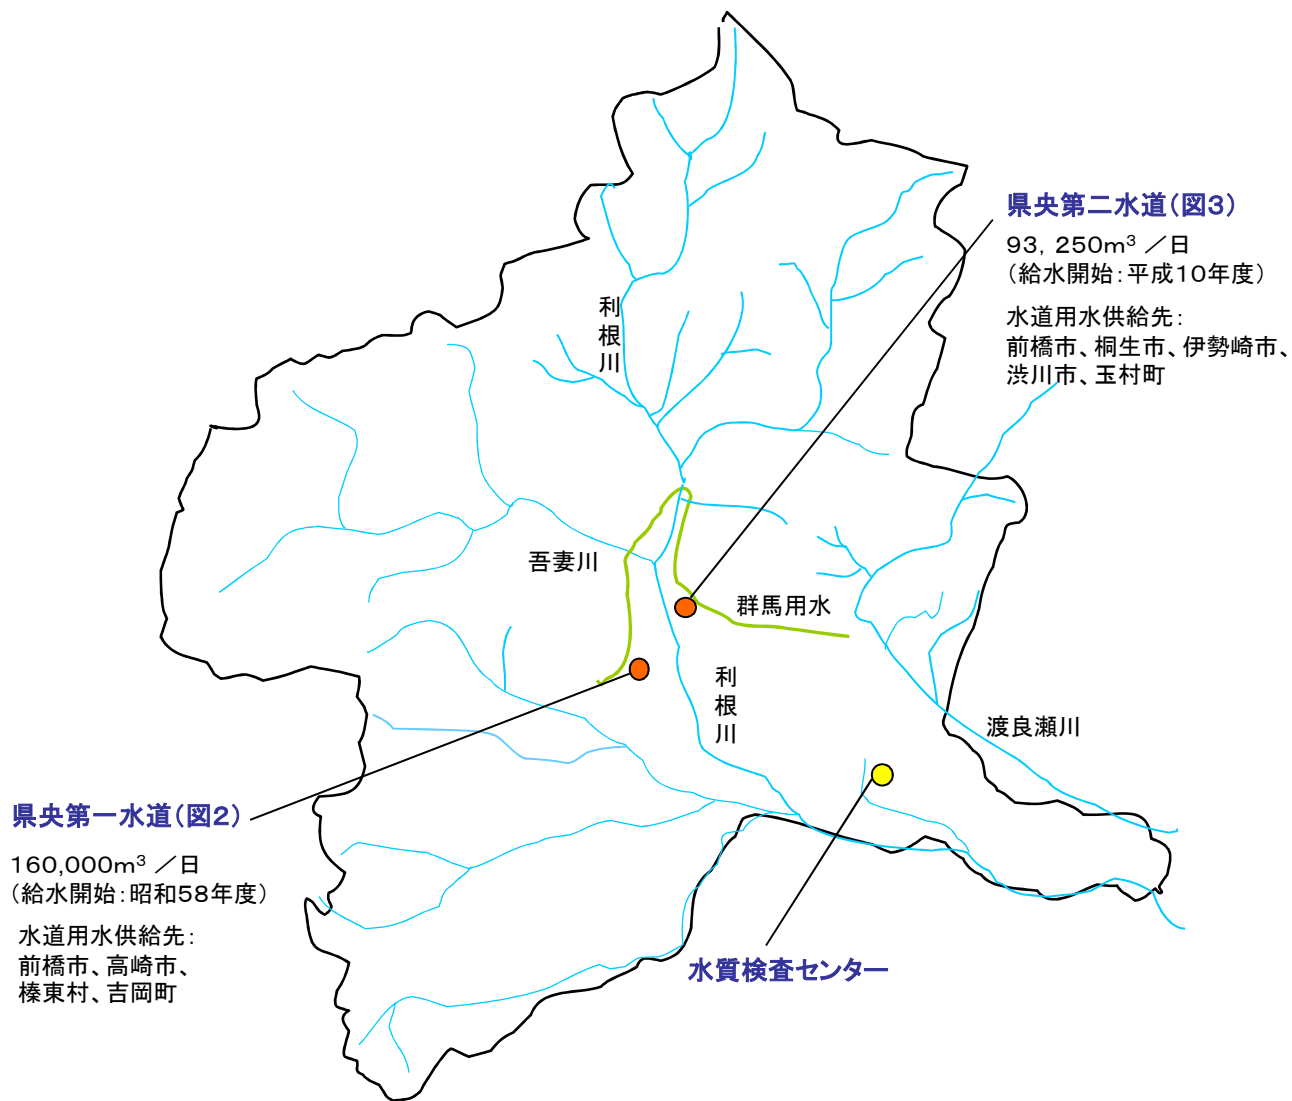 県央第二水道(図3)
93, 250m³ ／日
(給水開始:平成10年度)
水道用水供給先:
前橋市、桐生市、伊勢崎市、
渋川市、玉村町
利根川
吾妻川
群馬用水
利根川
渡良瀬川
県央第一水道(図2)
160,000m³ ／日
(給水開始:昭和58年度)
水道用水供給先:
前橋市、高崎市、
榛東村、吉岡町
水質検査センター